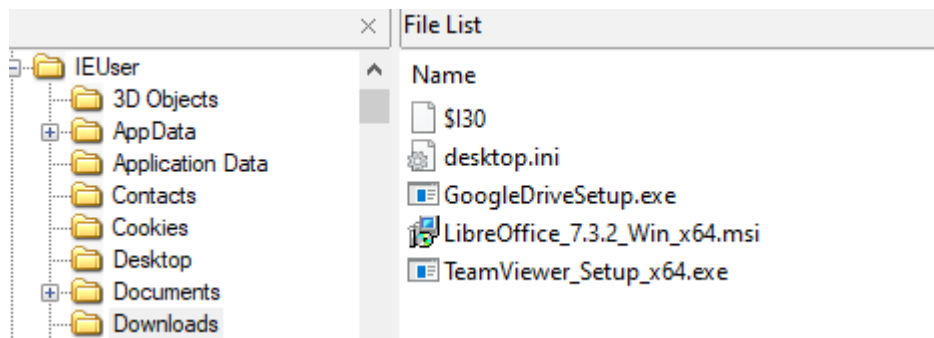 File List
IEUser
3D Objects
AppData
Application Data
Contacts
Cookies
Desktop
Documents
Downloads
Name
$I30
desktop.ini
GoogleDriveSetup.exe
LibreOffice_7.3.2_Win_x64.msi
TeamViewer_Setup_x64.exe